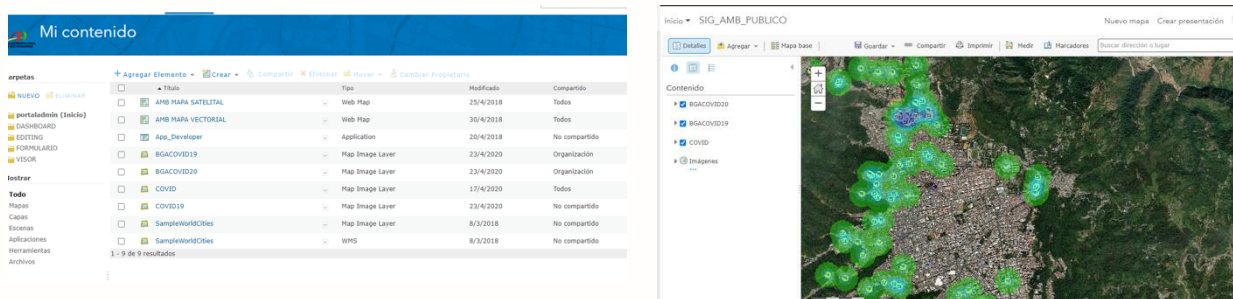 Mi contenido
arpetas
NUEVO ELIMINAR
portaladmin (Inicio)
DASHBOARD
EDITING
FORMULARIO
VISOR
lostrar
Todo
Mapas
Capas
Escenas
Aplicaciones
Herramientas
Archivos
Agregar Elemento Crear Compartir Eliminar Mover Cambiar Propietario
Título Tipo Modificado Compartido
AMB MAPA SATELITAL Web Map 25/4/2018 Todos
AMB MAPA VECTORIAL Web Map 30/4/2018 Todos
App_Developer Application 20/4/2018 No compartido
BGACOVID19 Map Image Layer 23/4/2020 Organización
BGACOVID20 Map Image Layer 23/4/2020 Organización
COVID Map Image Layer 17/4/2020 Todos
COVID19 Map Image Layer 23/4/2020 No compartido
SampleWorldCities Map Image Layer 8/3/2018 No compartido
SampleWorldCities WMS 8/3/2018 No compartido
1 - 9 de 9 resultados
Inicio SIG_AMB_PUBLICO Nuevo mapa Crear presentación
Detalles Agregar Mapa base Guardar Compartir Imprimir Medir Marcadores Buscar dirección o lugar
Contenido
BGACOVID20
BGACOVID19
COVID
Imágenes